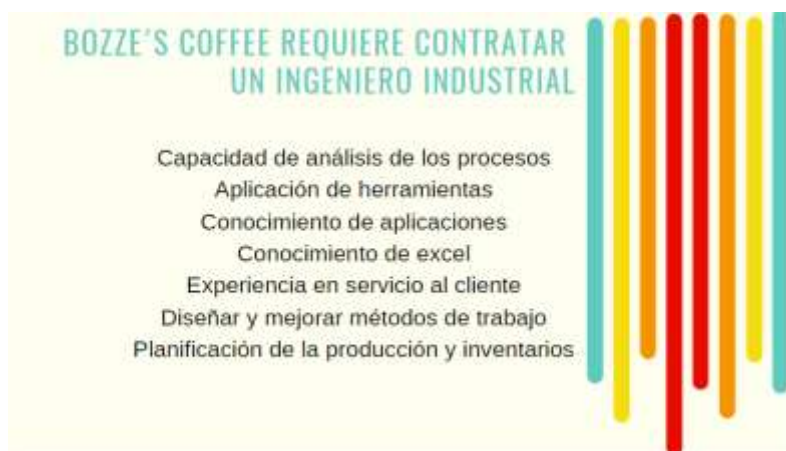 BOZZE´S COFFEE REQUIERE CONTRATAR
UN INGENIERO INDUSTRIAL
Capacidad de análisis de los procesos
Aplicación de herramientas
Conocimiento de aplicaciones
Conocimiento de excel
Experiencia en servicio al cliente
Diseñar y mejorar métodos de trabajo
Planificación de la producción y inventarios